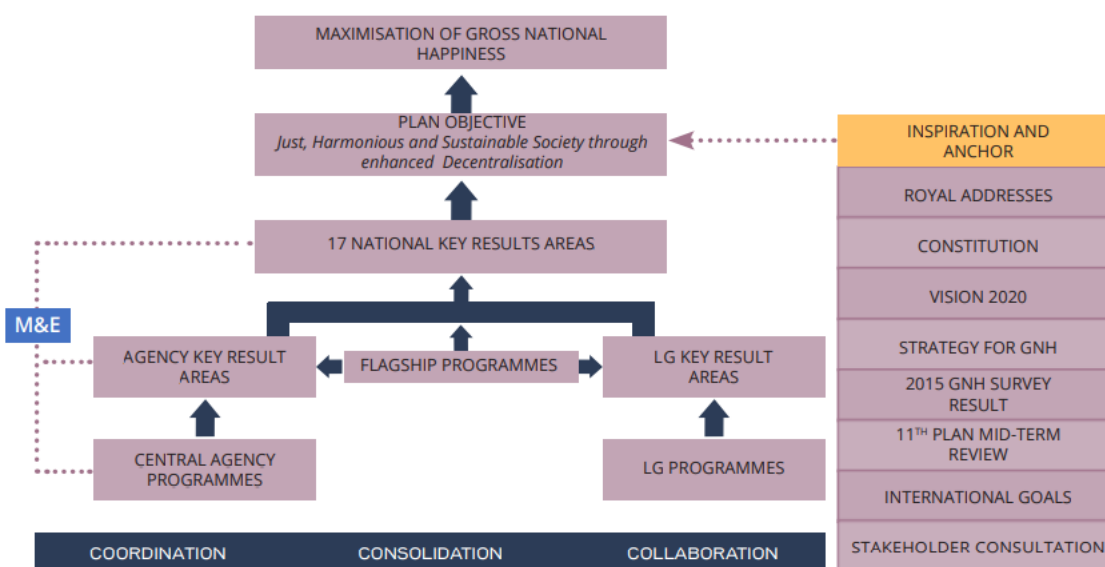 MAXIMISATION OF GROSS NATIONAL
HAPPINESS
PLAN OBJECTIVE
Just, Harmonious and Sustainable Society through
enhanced Decentralisation
17 NATIONAL KEY RESULTS AREAS
M&E
AGENCY KEY RESULT
AREAS
FLAGSHIP PROGRAMMES
LG KEY RESULT
AREAS
CENTRAL AGENCY
PROGRAMMES
LG PROGRAMMES
COORDINATION
CONSOLIDATION
COLLABORATION
INSPIRATION AND
ANCHOR
ROYAL ADDRESSES
CONSTITUTION
VISION 2020
STRATEGY FOR GNH
2015 GNH SURVEY
RESULT
11TH PLAN MID-TERM
REVIEW
INTERNATIONAL GOALS
STAKEHOLDER CONSULTATION